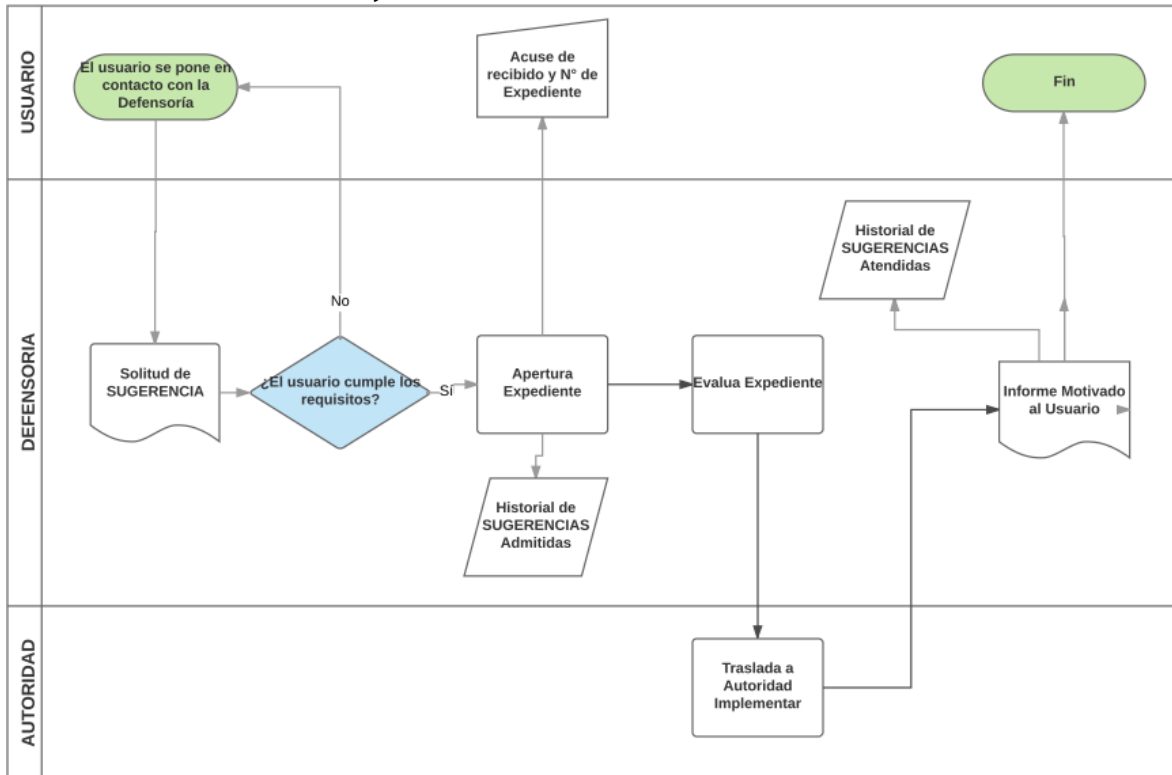 USUARIO
El usuario se pone en
contacto con la
Defensoría
Acuse de
recibido y N° de
Expediente
Fin
DEFENSORIA
Solitud de
SUGERENCIA
No
¿El usuario cumple los
requisitos?
Sí
Apertura
Expediente
Historial de
SUGERENCIAS
Admitidas
Evalua Expediente
Historial de
SUGERENCIAS
Atendidas
Informe Motivado
al Usuario
AUTORIDAD
Traslada a
Autoridad
Implementar